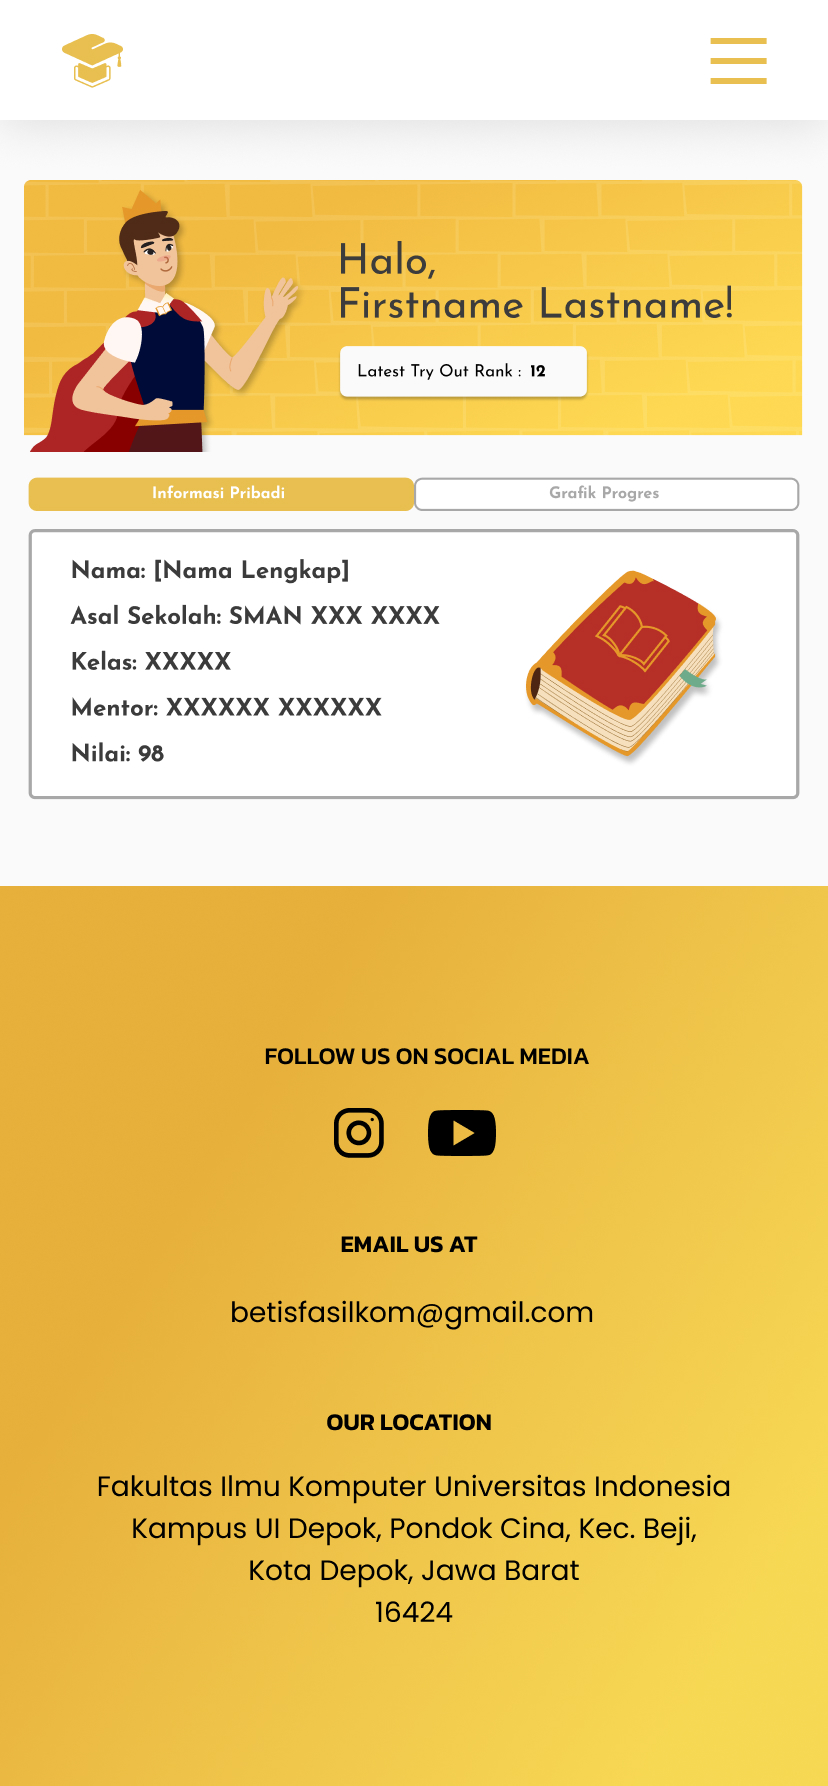 Halo,
Firstname Lastname!
Latest Try Out Rank : 12
Informasi Pribadi
Grafik Progres
Nama: [Nama Lengkap]
Asal Sekolah: SMAN XXX XXXX
Kelas: XXXXX
Mentor: XXXXXX XXXXXX
Nilai: 98
FOLLOW US ON SOCIAL MEDIA
EMAIL US AT
betisfasilkom@gmail.com
OUR LOCATION
Fakultas Ilmu Komputer Universitas Indonesia
Kampus UI Depok, Pondok Cina, Kec. Beji,
Kota Depok, Jawa Barat
16424